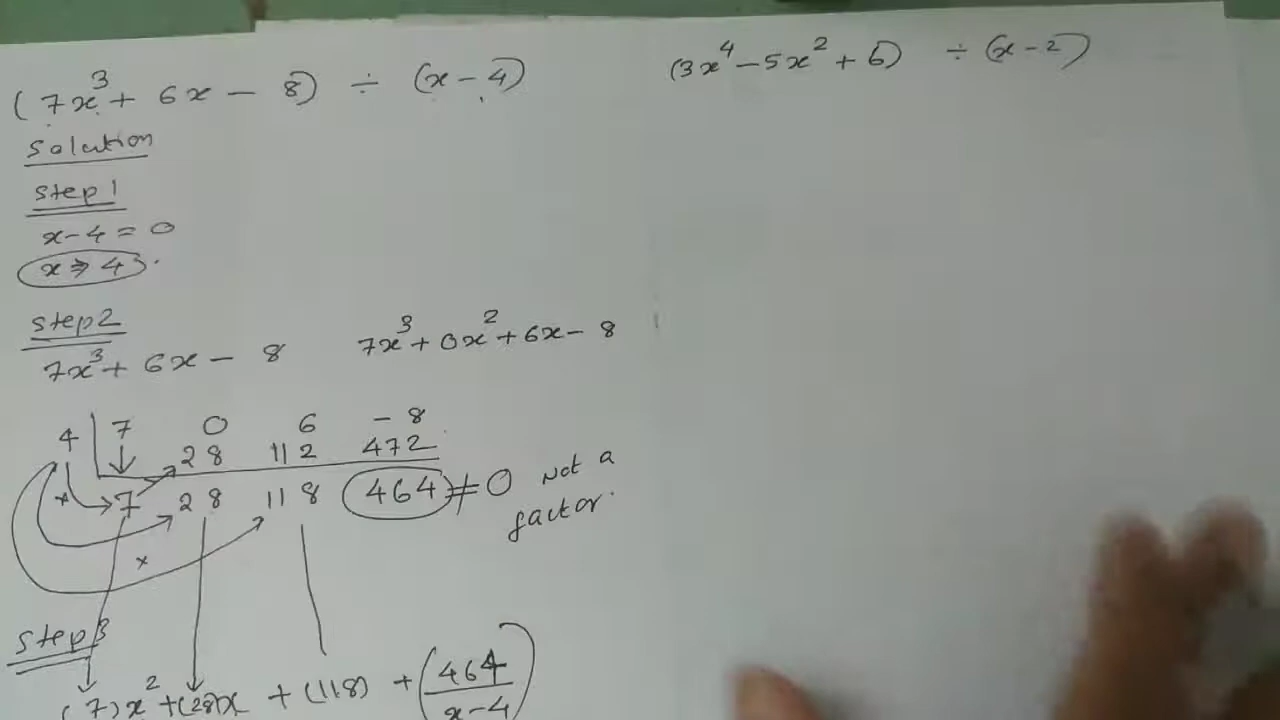 (7x³ + 6x − 8) ÷ (x − 4)
Solution
Step 1
x − 4 = 0
x ⇒ 4
Step 2
7x³ + 6x − 8 7x³ + 0x² + 6x − 8
4 | 7 0 6 − 8
28 112 472
7 28 118 464 ≠ 0 Not a
factor.
×
×
Step 3
(7)x² + (28)x + (118) + (464 / x − 4)
(3x⁴ − 5x² + 6) ÷ (x − 2)